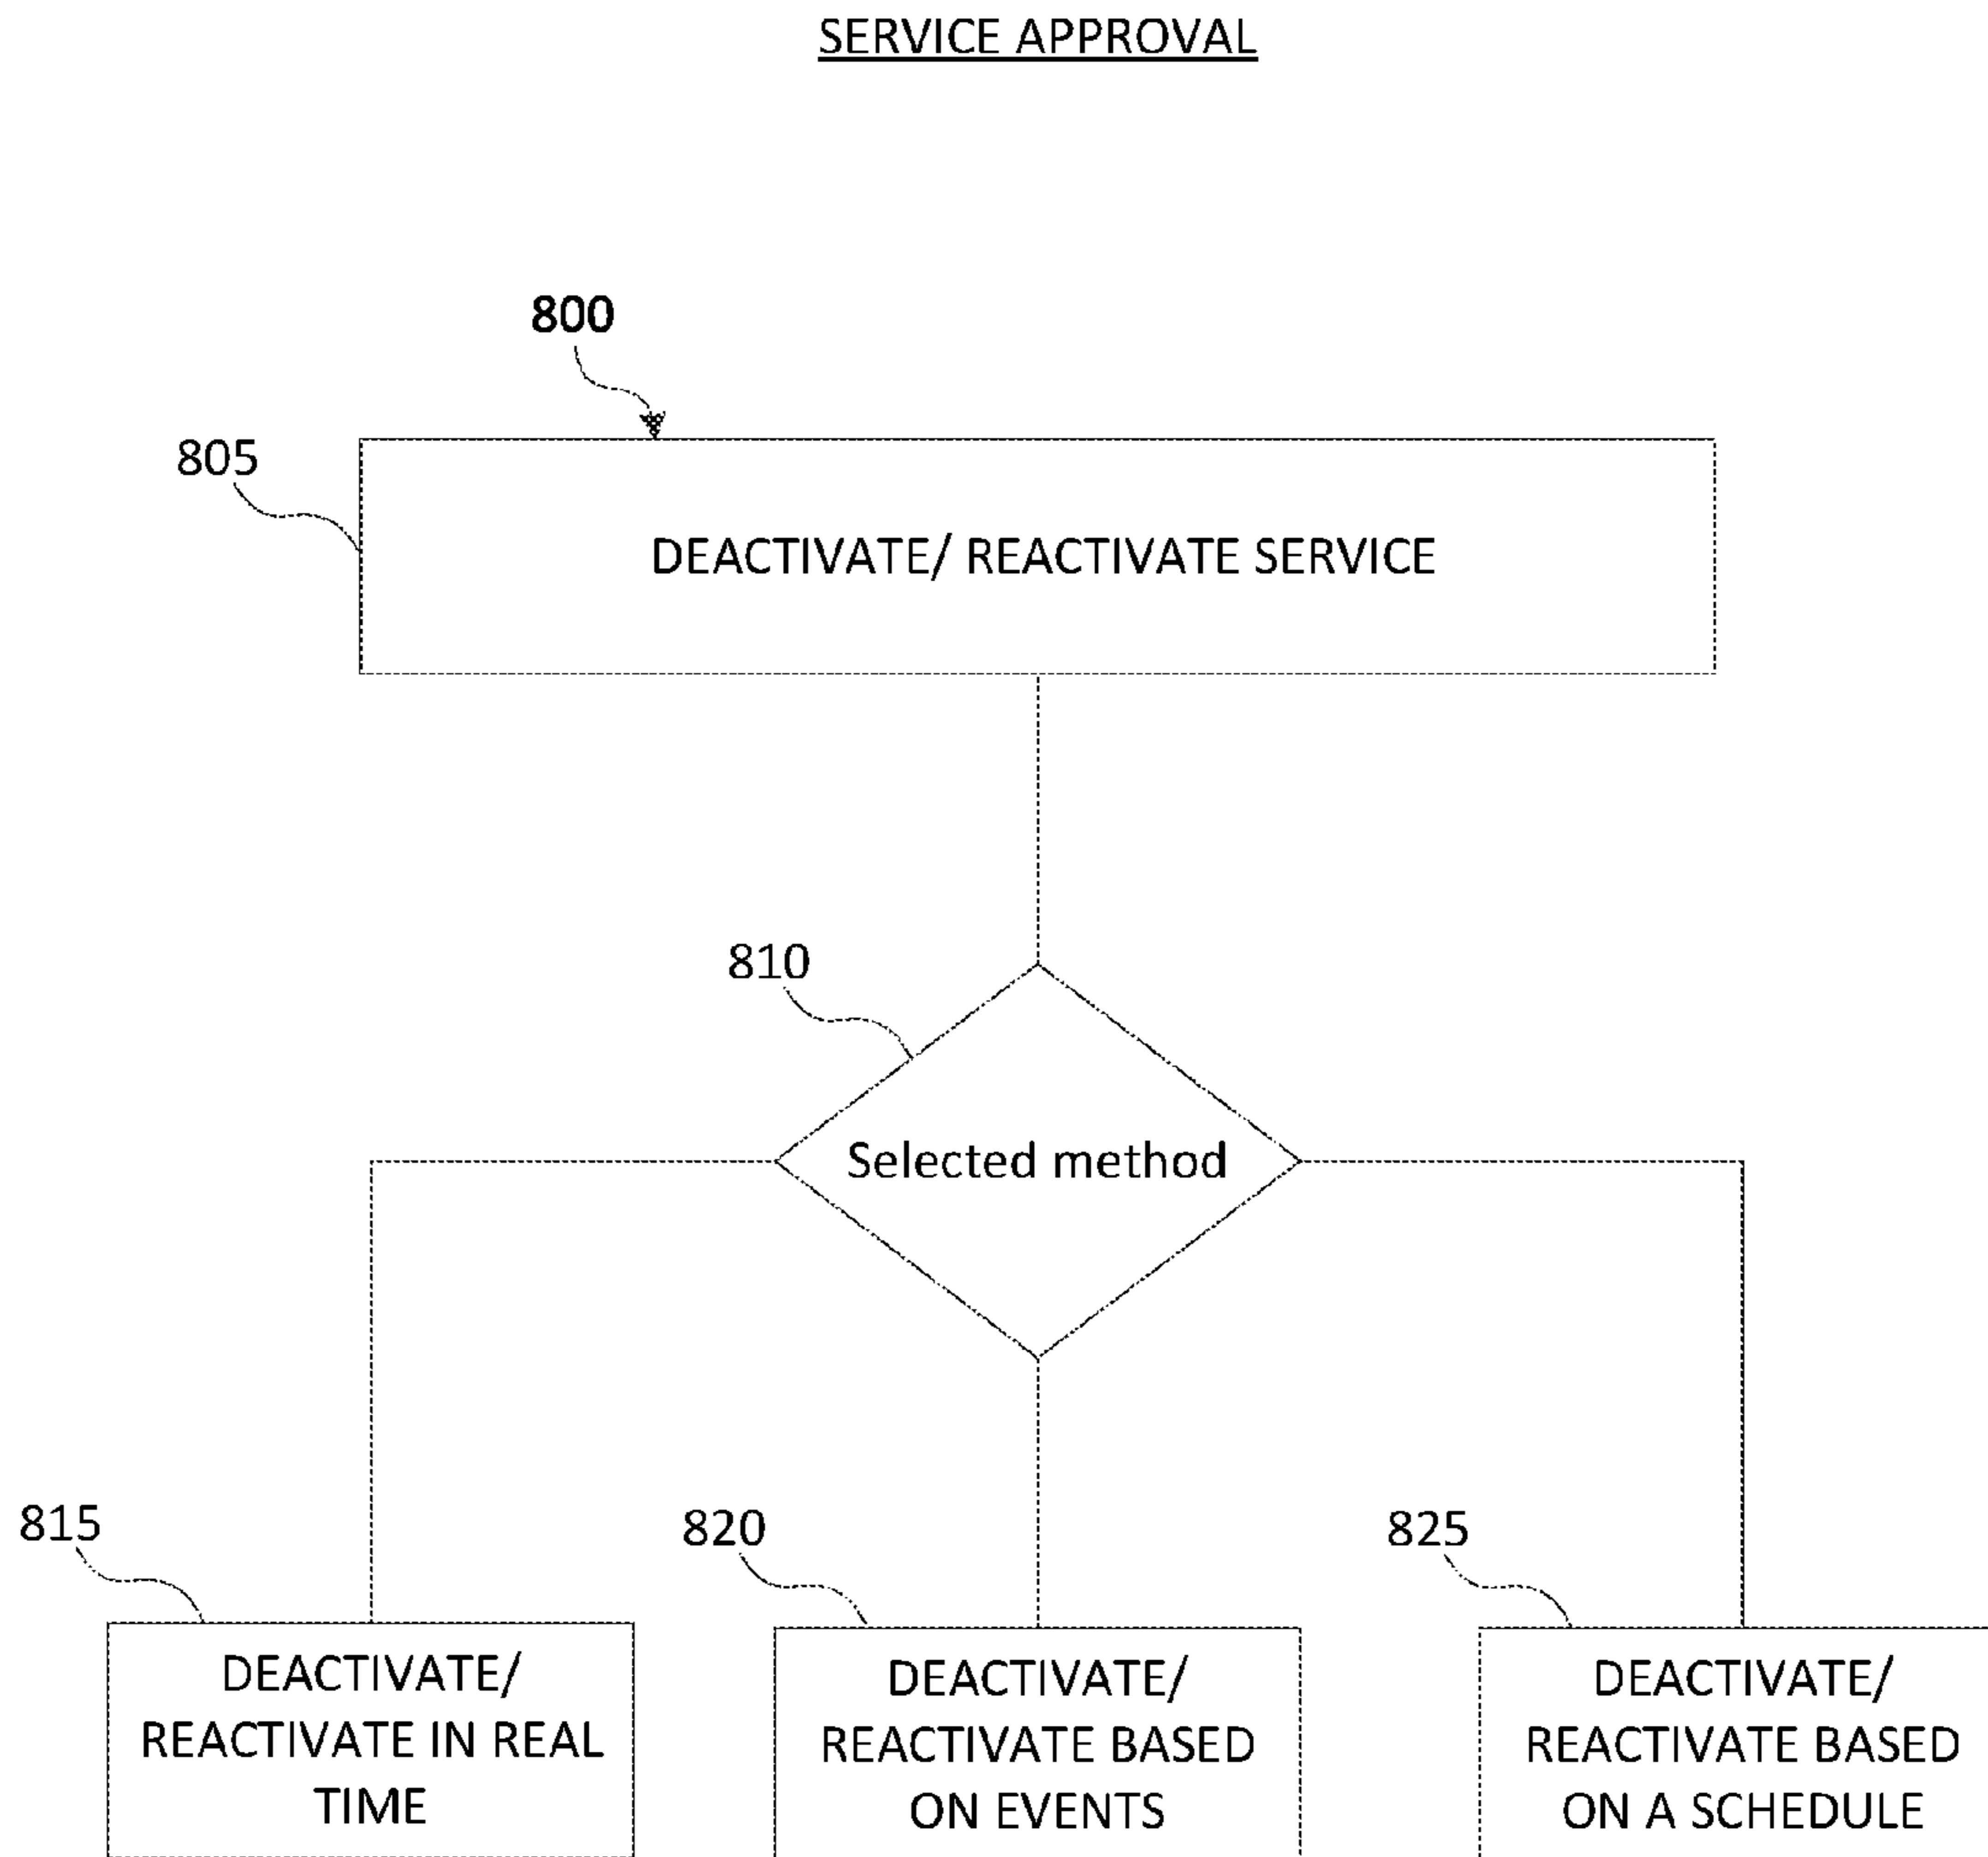 SERVICE APPROVAL
800
805
DEACTIVATE/ REACTIVATE SERVICE
810
Selected method
815
820
825
DEACTIVATE/
REACTIVATE IN REAL
TIME
DEACTIVATE/
REACTIVATE BASED
ON EVENTS
DEACTIVATE/
REACTIVATE BASED
ON A SCHEDULE